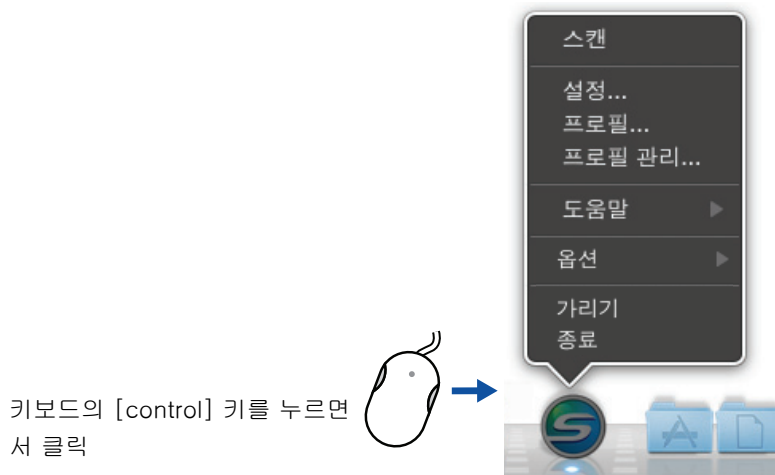 스캔
설정...
프로필...
프로필 관리...
도움말
옵션
가리기
종료
키보드의 [control] 키를 누르면
서 클릭